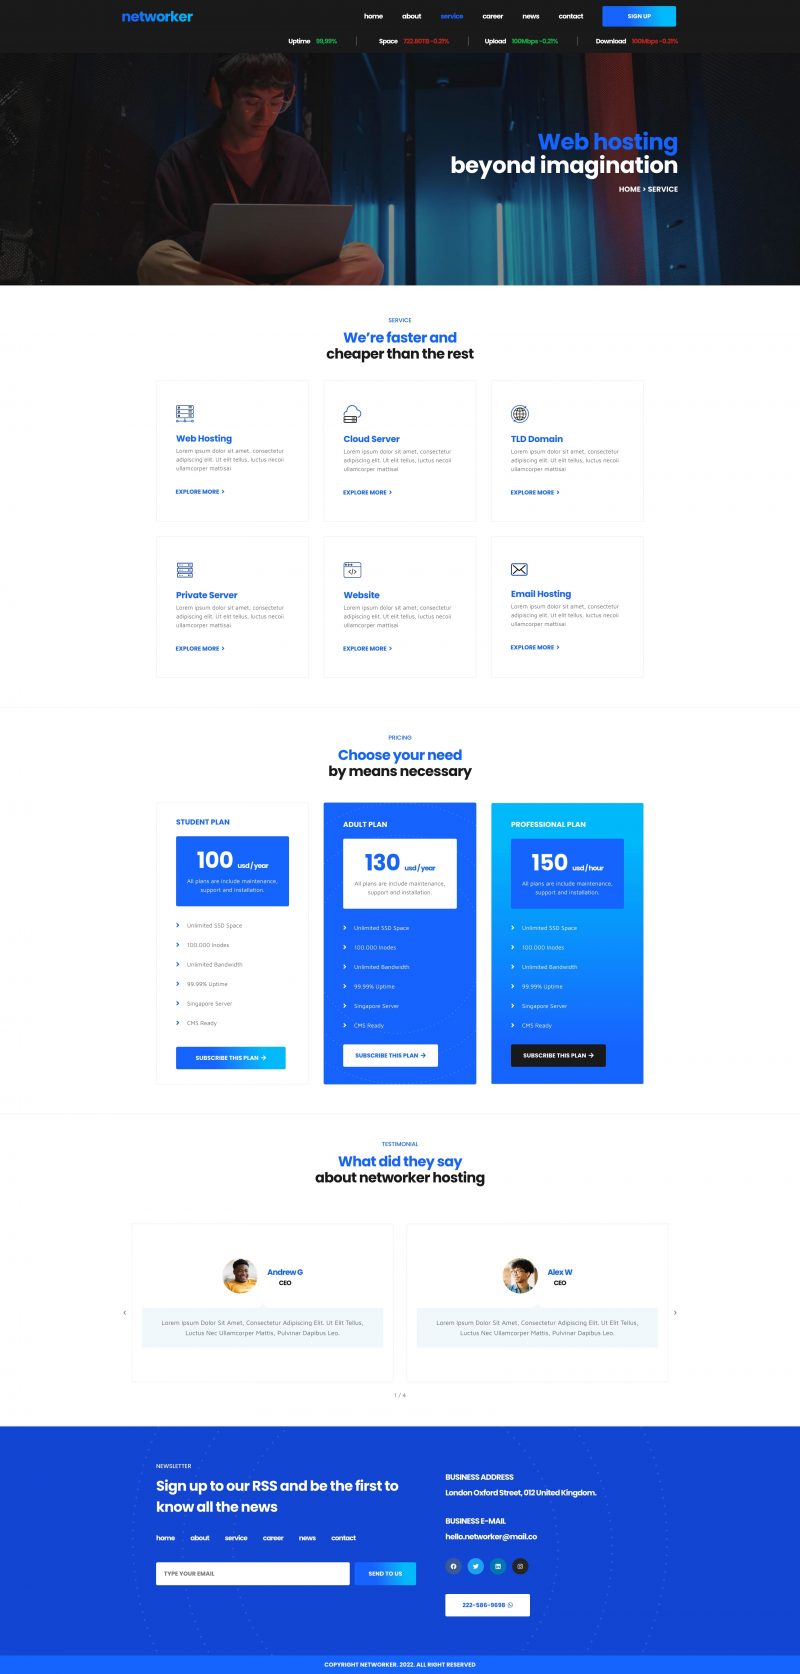 networker
home about service career news contact SIGN UP
Uptime 99,99% Space 722.80TB -0.21% Upload 100Mbps -0.21% Download 100Mbps -0.21%
Web hosting
beyond imagination
HOME > SERVICE
SERVICE
We're faster and
cheaper than the rest
Web Hosting
Lorem ipsum dolor sit amet, consectetur
adipiscing elit. Ut elit tellus, luctus necoii
ullamcorper mattisai
EXPLORE MORE >
Cloud Server
Lorem ipsum dolor sit amet, consectetur
adipiscing elit. Ut elit tellus, luctus necoii
ullamcorper mattisai
EXPLORE MORE >
TLD Domain
Lorem ipsum dolor sit amet, consectetur
adipiscing elit. Ut elit tellus, luctus necoii
ullamcorper mattisai
EXPLORE MORE >
Private Server
Lorem ipsum dolor sit amet, consectetur
adipiscing elit. Ut elit tellus, luctus necoii
ullamcorper mattisai
EXPLORE MORE >
Website
Lorem ipsum dolor sit amet, consectetur
adipiscing elit. Ut elit tellus, luctus necoii
ullamcorper mattisai
EXPLORE MORE >
Email Hosting
Lorem ipsum dolor sit amet, consectetur
adipiscing elit. Ut elit tellus, luctus necoii
ullamcorper mattisai
EXPLORE MORE >
PRICING
Choose your need
by means necessary
STUDENT PLAN
100 usd / year
All plans are include maintenance,
support and installation.
Unlimited SSD Space
100.000 Inodes
Unlimited Bandwidth
99.99% Uptime
Singapore Server
CMS Ready
SUBSCRIBE THIS PLAN →
ADULT PLAN
130 usd / year
All plans are include maintenance,
support and installation.
Unlimited SSD Space
100.000 Inodes
Unlimited Bandwidth
99.99% Uptime
Singapore Server
CMS Ready
SUBSCRIBE THIS PLAN →
PROFESSIONAL PLAN
150 usd / hour
All plans are include maintenance,
support and installation.
Unlimited SSD Space
100.000 Inodes
Unlimited Bandwidth
99.99% Uptime
Singapore Server
CMS Ready
SUBSCRIBE THIS PLAN →
TESTIMONIAL
What did they say
about networker hosting
Andrew G
CEO
Lorem Ipsum Dolor Sit Amet, Consectetur Adipiscing Elit. Ut Elit Tellus,
Luctus Nec Ullamcorper Mattis, Pulvinar Dapibus Leo.
Alex W
CEO
Lorem Ipsum Dolor Sit Amet, Consectetur Adipiscing Elit. Ut Elit Tellus,
Luctus Nec Ullamcorper Mattis, Pulvinar Dapibus Leo.
1 / 4
NEWSLETTER
Sign up to our RSS and be the first to
know all the news
home about service career news contact
TYPE YOUR EMAIL SEND TO US
BUSINESS ADDRESS
London Oxford Street, 012 United Kingdom.
BUSINESS E-MAIL
hello.networker@mail.co
222-586-9698
COPYRIGHT NETWORKER. 2022. ALL RIGHT RESERVED